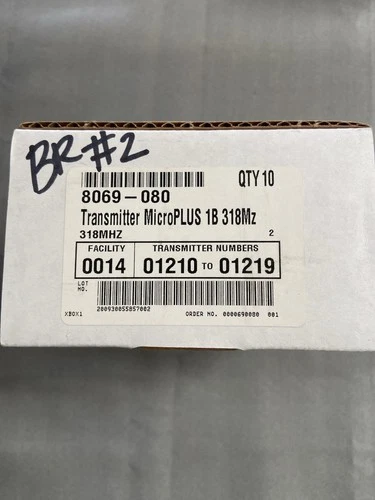 BR-#2
QTY 10
8069-080
Transmitter MicroPLUS 1B 318Mz
318MHZ 2
FACILITY TRANSMITTER NUMBERS
0014 01210 TO 01219
LOT NO.
XBOX1 200930055857002 ORDER NO. 0000690080 001